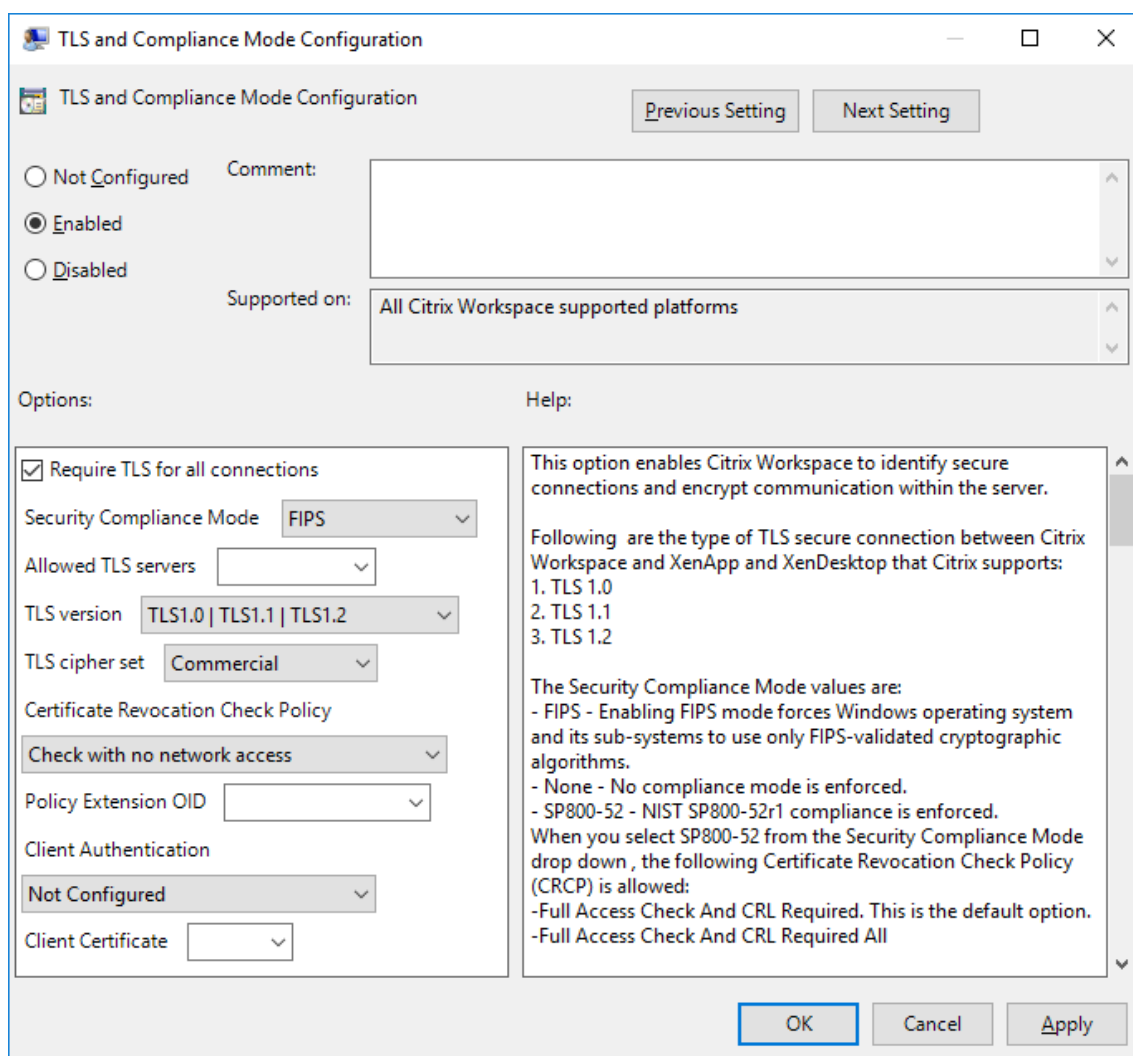 TLS and Compliance Mode Configuration
TLS and Compliance Mode Configuration
Previous Setting
Next Setting
Not Configured
Comment:
Enabled
Disabled
Supported on:
All Citrix Workspace supported platforms
Options:
Help:
Require TLS for all connections
Security Compliance Mode FIPS
Allowed TLS servers
TLS version TLS1.0 | TLS1.1 | TLS1.2
TLS cipher set Commercial
Certificate Revocation Check Policy
Check with no network access
Policy Extension OID
Client Authentication
Not Configured
Client Certificate
This option enables Citrix Workspace to identify secure
connections and encrypt communication within the server.
Following  are the type of TLS secure connection between Citrix
Workspace and XenApp and XenDesktop that Citrix supports:
1. TLS 1.0
2. TLS 1.1
3. TLS 1.2
The Security Compliance Mode values are:
- FIPS - Enabling FIPS mode forces Windows operating system
and its sub-systems to use only FIPS-validated cryptographic
algorithms.
- None - No compliance mode is enforced.
- SP800-52 - NIST SP800-52r1 compliance is enforced.
When you select SP800-52 from the Security Compliance Mode
drop down , the following Certificate Revocation Check Policy
(CRCP) is allowed:
-Full Access Check And CRL Required. This is the default option.
-Full Access Check And CRL Required All
OK
Cancel
Apply